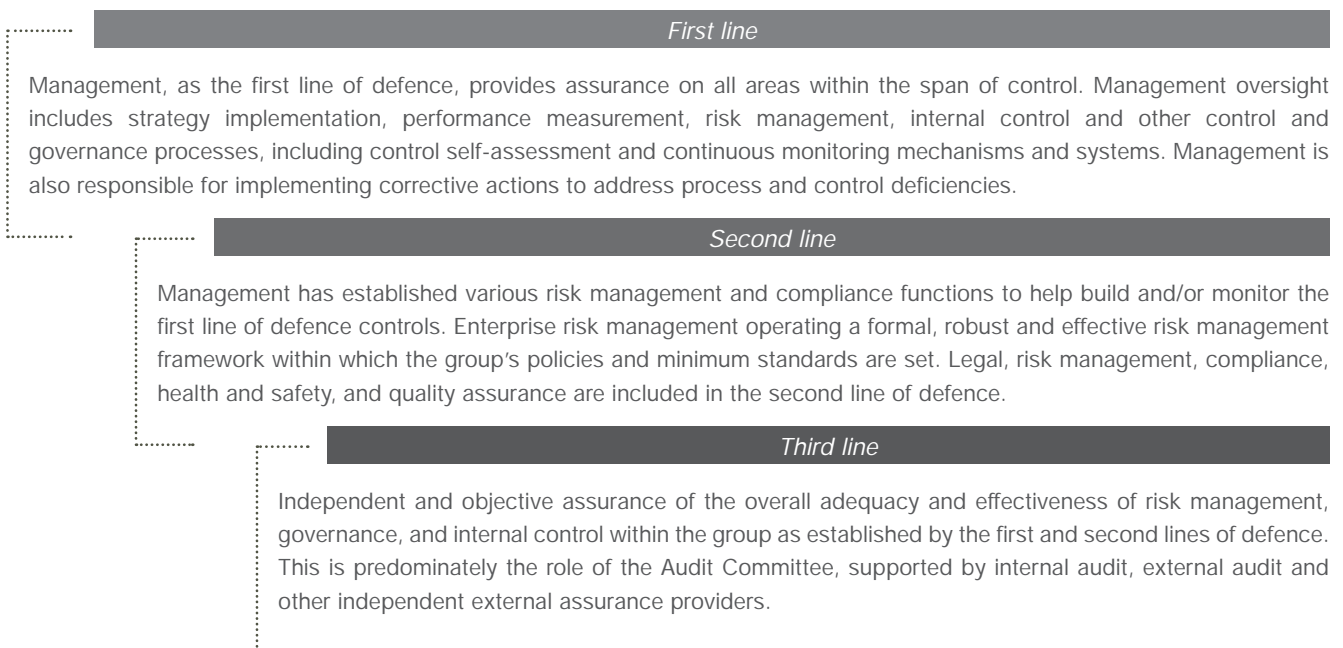 First line
Management, as the first line of defence, provides assurance on all areas within the span of control. Management oversight
includes strategy implementation, performance measurement, risk management, internal control and other control and
governance processes, including control self-assessment and continuous monitoring mechanisms and systems. Management is
also responsible for implementing corrective actions to address process and control deficiencies.
Second line
Management has established various risk management and compliance functions to help build and/or monitor the
first line of defence controls. Enterprise risk management operating a formal, robust and effective risk management
framework within which the group's policies and minimum standards are set. Legal, risk management, compliance,
health and safety, and quality assurance are included in the second line of defence.
Third line
Independent and objective assurance of the overall adequacy and effectiveness of risk management,
governance, and internal control within the group as established by the first and second lines of defence.
This is predominately the role of the Audit Committee, supported by internal audit, external audit and
other independent external assurance providers.